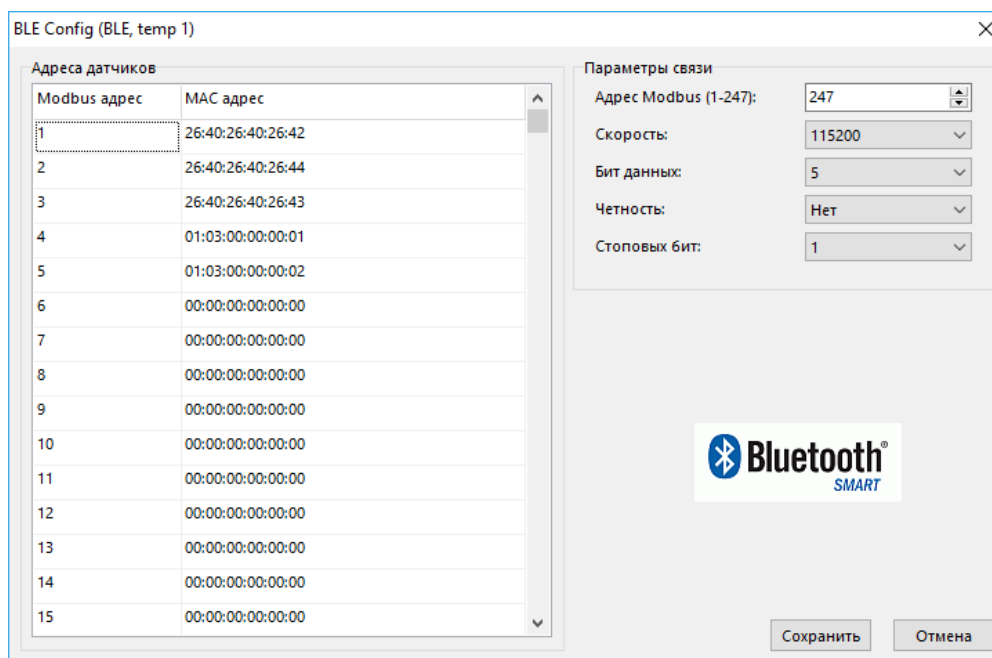 BLE Config (BLE, temp 1)
Адреса датчиков
Modbus адрес MAC адрес
1 26:40:26:40:26:42
2 26:40:26:40:26:44
3 26:40:26:40:26:43
4 01:03:00:00:00:01
5 01:03:00:00:00:02
6 00:00:00:00:00:00
7 00:00:00:00:00:00
8 00:00:00:00:00:00
9 00:00:00:00:00:00
10 00:00:00:00:00:00
11 00:00:00:00:00:00
12 00:00:00:00:00:00
13 00:00:00:00:00:00
14 00:00:00:00:00:00
15 00:00:00:00:00:00
Параметры связи
Адрес Modbus (1-247): 247
Скорость: 115200
Бит данных: 5
Четность: Нет
Стоповых бит: 1
Bluetooth®
SMART
Сохранить Отмена